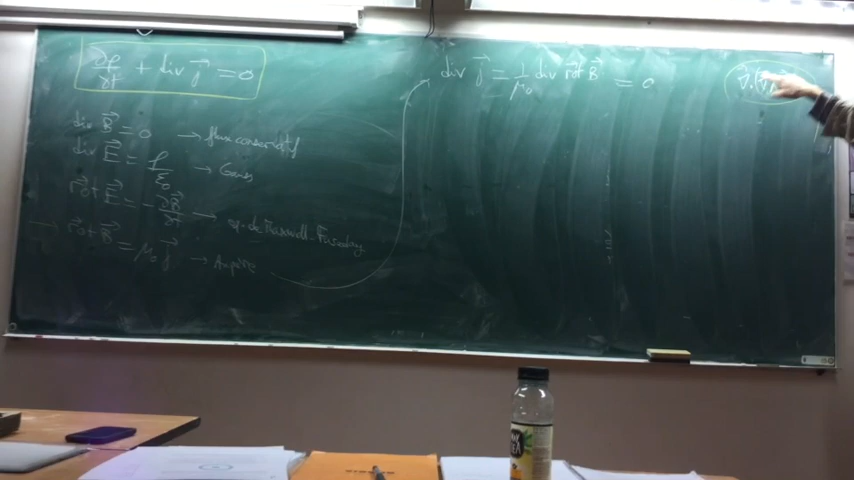 ∂ρ/∂t + div j⃗ = 0
div B⃗ = 0 → flux conservatif
div E⃗ = ρ/ε₀ → Gauss
rot E⃗ = -∂B⃗/∂t → eq. de Maxwell-Faraday
→ rot B⃗ = μ₀ j⃗ → Ampère
div j⃗ = 1/μ₀ div rot B⃗ = 0